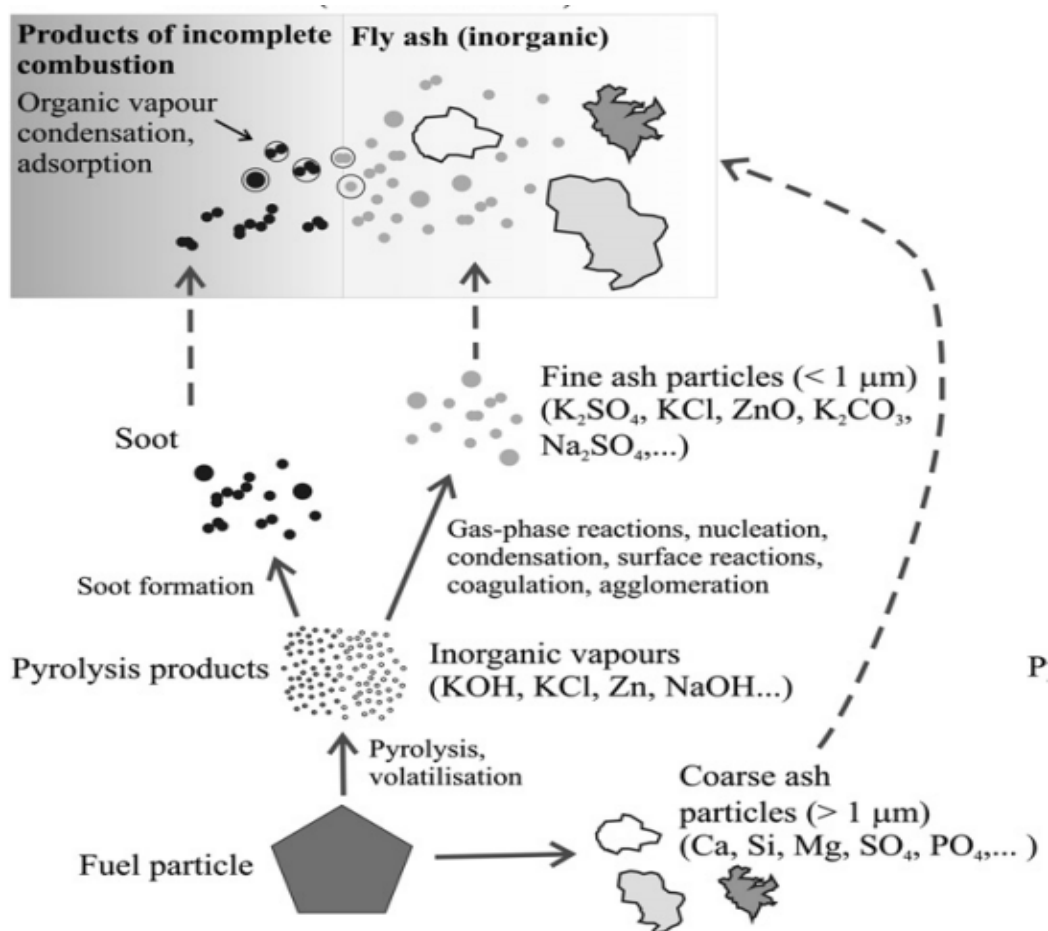 Products of incomplete
combustion
Fly ash (inorganic)
Organic vapour
condensation,
adsorption
Fine ash particles (< 1 μm)
(K₂SO₄, KCl, ZnO, K₂CO₃,
Na₂SO₄,...)
Soot
Gas-phase reactions, nucleation,
condensation, surface reactions,
coagulation, agglomeration
Soot formation
Pyrolysis products
Inorganic vapours
(KOH, KCl, Zn, NaOH...)
Pyrolysis,
volatilisation
Coarse ash
particles (> 1 μm)
(Ca, Si, Mg, SO₄, PO₄,... )
Fuel particle